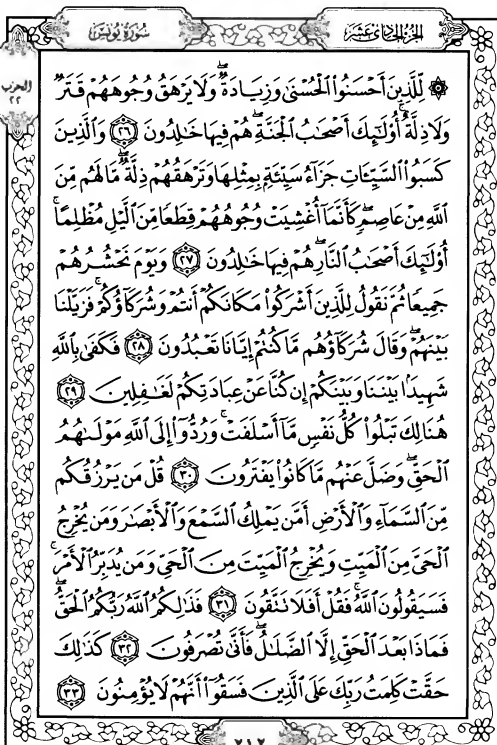 سُورَةُ يُونُسَ
الجُزءُ الحَادِي عَشَر
الحزب
٢٢
۞ لِّلَّذِينَ أَحْسَنُوا۟ ٱلْحُسْنَىٰ وَزِيَادَةٌۭ ۖ وَلَا يَرْهَقُ وُجُوهَهُمْ قَتَرٌۭ
وَلَا ذِلَّةٌ ۚ أُو۟لَٰٓئِكَ أَصْحَٰبُ ٱلْجَنَّةِ ۖ هُمْ فِيهَا خَٰلِدُونَ ٢٦ وَٱلَّذِينَ
كَسَبُوا۟ ٱلسَّيِّـَٔاتِ جَزَآءُ سَيِّئَةٍۭ بِمِثْلِهَا وَتَرْهَقُهُمْ ذِلَّةٌۭ ۖ مَّا لَهُم مِّنَ
ٱللَّهِ مِنْ عَاصِمٍۢ ۖ كَأَنَّمَآ أُغْشِيَتْ وُجُوهُهُمْ قِطَعًۭا مِّنَ ٱلَّيْلِ مُظْلِمًا ۚ
أُو۟لَٰٓئِكَ أَصْحَٰبُ ٱلنَّارِ ۖ هُمْ فِيهَا خَٰلِدُونَ ٢٧ وَيَوْمَ نَحْشُرُهُمْ
جَمِيعًۭا ثُمَّ نَقُولُ لِلَّذِينَ أَشْرَكُوا۟ مَكَانَكُمْ أَنتُمْ وَشُرَكَآؤُكُمْ ۚ فَزَيَّلْنَا
بَيْنَهُمْ ۖ وَقَالَ شُرَكَآؤُهُم مَّا كُنتُمْ إِيَّانَا تَعْبُدُونَ ٢٨ فَكَفَىٰ بِٱللَّهِ
شَهِيدًۢا بَيْنَنَا وَبَيْنَكُمْ إِن كُنَّا عَنْ عِبَادَتِكُمْ لَغَٰفِلِينَ ٢٩
هُنَالِكَ تَبْلُوا۟ كُلُّ نَفْسٍۢ مَّآ أَسْلَفَتْ ۚ وَرُدُّوٓا۟ إِلَى ٱللَّهِ مَوْلَىٰهُمُ
ٱلْحَقِّ ۖ وَضَلَّ عَنْهُم مَّا كَانُوا۟ يَفْتَرُونَ ٣٠ قُلْ مَن يَرْزُقُكُم
مِّنَ ٱلسَّمَآءِ وَٱلْأَرْضِ أَمَّن يَمْلِكُ ٱلسَّمْعَ وَٱلْأَبْصَٰرَ وَمَن يُخْرِجُ
ٱلْحَىَّ مِنَ ٱلْمَيِّتِ وَيُخْرِجُ ٱلْمَيِّتَ مِنَ ٱلْحَىِّ وَمَن يُدَبِّرُ ٱلْأَمْرَ ۚ
فَسَيَقُولُونَ ٱللَّهُ ۚ فَقُلْ أَفَلَا تَتَّقُونَ ٣١ فَذَٰلِكُمُ ٱللَّهُ رَبُّكُمُ ٱلْحَقُّ ۖ
فَمَاذَا بَعْدَ ٱلْحَقِّ إِلَّا ٱلضَّلَٰلُ ۖ فَأَنَّىٰ تُصْرَفُونَ ٣٢ كَذَٰلِكَ
حَقَّتْ كَلِمَتُ رَبِّكَ عَلَى ٱلَّذِينَ فَسَقُوٓا۟ أَنَّهُمْ لَا يُؤْمِنُونَ ٣٣
٢١٢